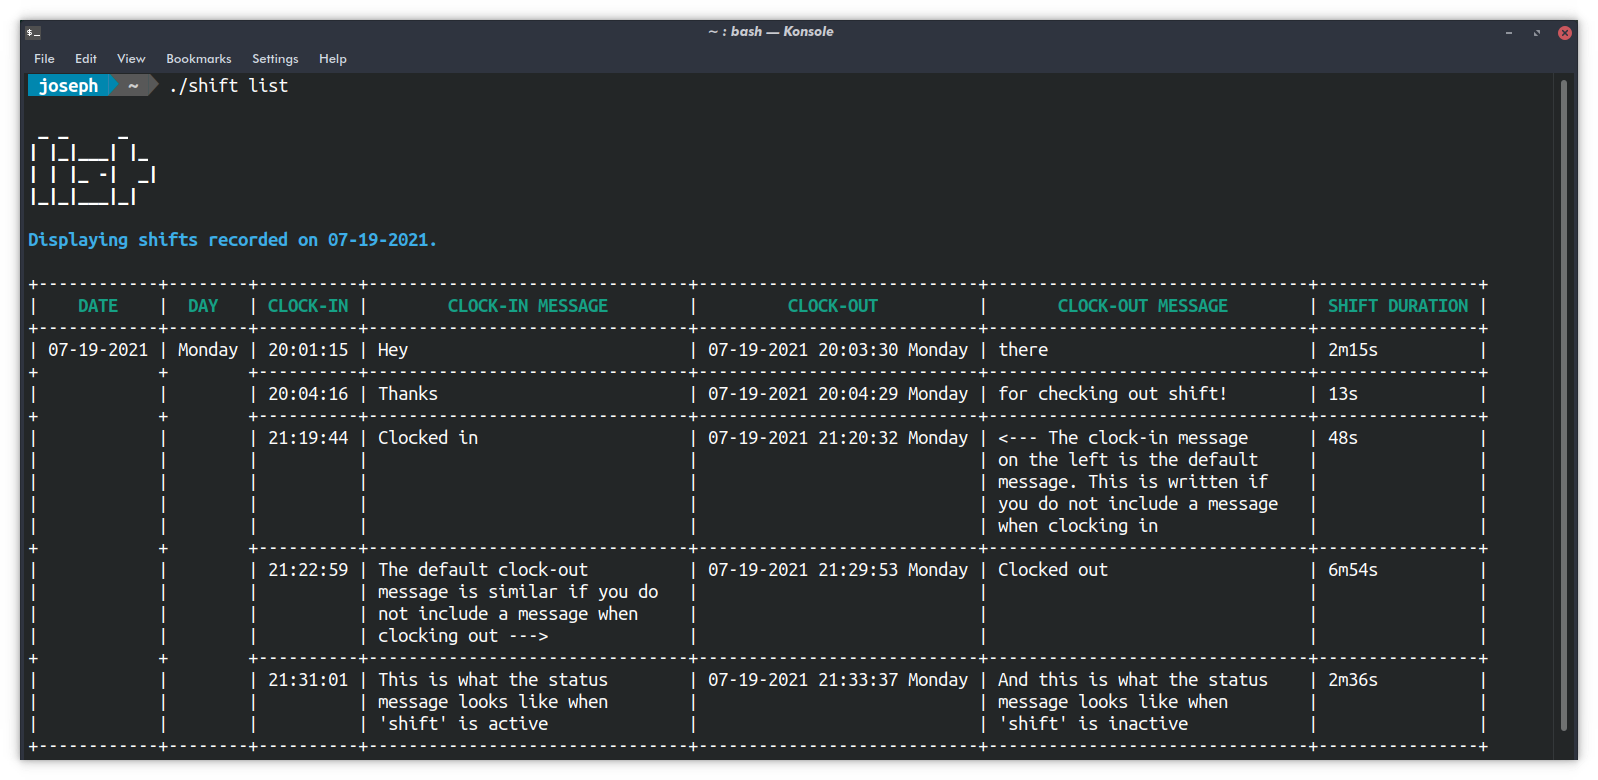 ~ : bash — Konsole
File Edit View Bookmarks Settings Help
joseph ~ ./shift list
 _ _     _
| |_|___| |_
| | |_ -|  _|
|_|_|___|_|
Displaying shifts recorded on 07-19-2021.
+------------+--------+----------+--------------------------------+----------------------------+--------------------------------+----------------+
|    DATE    |  DAY   | CLOCK-IN |        CLOCK-IN MESSAGE        |         CLOCK-OUT          |       CLOCK-OUT MESSAGE        | SHIFT DURATION |
+------------+--------+----------+--------------------------------+----------------------------+--------------------------------+----------------+
| 07-19-2021 | Monday | 20:01:15 | Hey                            | 07-19-2021 20:03:30 Monday | there                          | 2m15s          |
+            +        +----------+--------------------------------+----------------------------+--------------------------------+----------------+
|            |        | 20:04:16 | Thanks                         | 07-19-2021 20:04:29 Monday | for checking out shift!        | 13s            |
+            +        +----------+--------------------------------+----------------------------+--------------------------------+----------------+
|            |        | 21:19:44 | Clocked in                     | 07-19-2021 21:20:32 Monday | <--- The clock-in message      | 48s            |
|            |        |          |                                |                            | on the left is the default     |                |
|            |        |          |                                |                            | message. This is written if    |                |
|            |        |          |                                |                            | you do not include a message   |                |
|            |        |          |                                |                            | when clocking in               |                |
+            +        +----------+--------------------------------+----------------------------+--------------------------------+----------------+
|            |        | 21:22:59 | The default clock-out          | 07-19-2021 21:29:53 Monday | Clocked out                    | 6m54s          |
|            |        |          | message is similar if you do   |                            |                                |                |
|            |        |          | not include a message when     |                            |                                |                |
|            |        |          | clocking out --->              |                            |                                |                |
+            +        +----------+--------------------------------+----------------------------+--------------------------------+----------------+
|            |        | 21:31:01 | This is what the status        | 07-19-2021 21:33:37 Monday | And this is what the status    | 2m36s          |
|            |        |          | message looks like when        |                            | message looks like when        |                |
|            |        |          | 'shift' is active              |                            | 'shift' is inactive            |                |
+------------+--------+----------+--------------------------------+----------------------------+--------------------------------+----------------+